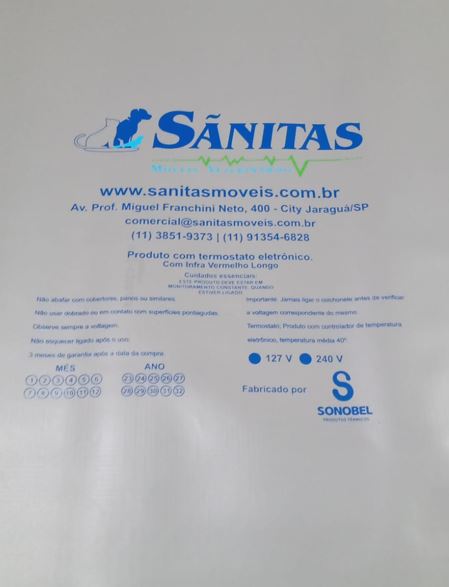 SÃNITAS
MÓVEIS VETERINÁRIOS
www.sanitasmoveis.com.br
Av. Prof. Miguel Franchini Neto, 400 - City Jaraguá/SP
comercial@sanitasmoveis.com.br
(11) 3851-9373 | (11) 91354-6828
Produto com termostato eletrônico.
Com Infra Vermelho Longo
Cuidados essenciais:
ESTE PRODUTO DEVE ESTAR EM
MONITORAMENTO CONSTANTE, QUANDO
ESTIVER LIGADO
Não abafar com cobertores, panos ou similares.
Não usar dobrado ou em contato com superfícies pontiagudas.
Observe sempre a voltagem.
Não esquecer ligado após o uso.
3 meses de garantia após a data da compra.
Importante: Jamais ligar o colchonete antes de verificar
a voltagem correspondente do mesmo.
Termostato: Produto com controlador de temperatura
eletrônico, temperatura média 40°.
MÊS
1 2 3 4 5 6
7 8 9 10 11 12
ANO
23 24 25 26 27
28 29 30 31 32
127 V 240 V
Fabricado por
S
SONOBEL
PRODUTOS TÉRMICOS